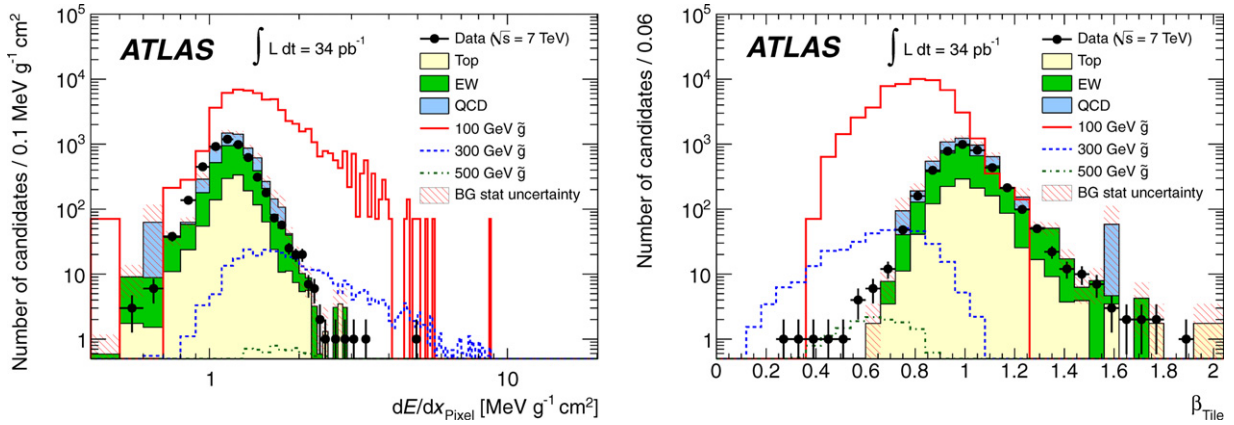 Number of candidates / 0.1 MeV g⁻¹ cm²
10⁵
10⁴
10³
10²
10
1
ATLAS
∫ L dt = 34 pb⁻¹
Data (√s = 7 TeV)
Top
EW
QCD
100 GeV g̃
300 GeV g̃
500 GeV g̃
BG stat uncertainty
1 10
dE/dx_Pixel [MeV g⁻¹ cm²]
Number of candidates / 0.06
10⁵
10⁴
10³
10²
10
1
ATLAS
∫ L dt = 34 pb⁻¹
Data (√s = 7 TeV)
Top
EW
QCD
100 GeV g̃
300 GeV g̃
500 GeV g̃
BG stat uncertainty
0 0.2 0.4 0.6 0.8 1 1.2 1.4 1.6 1.8 2
β_Tile